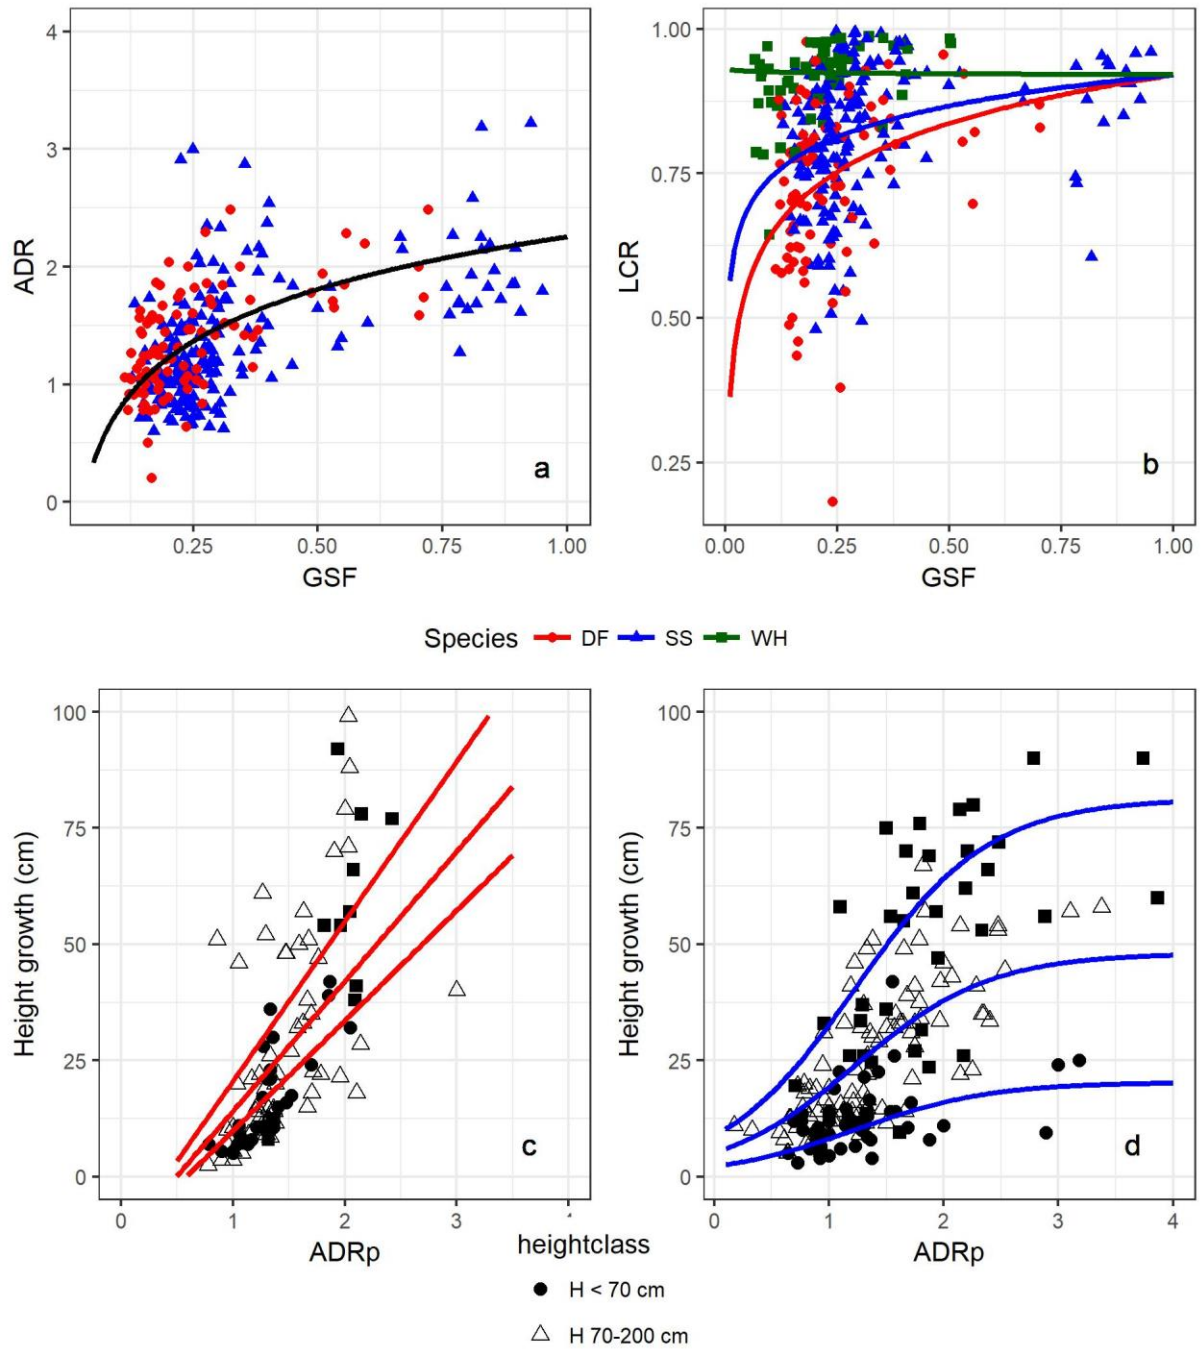 4
3
2
1
0
ADR
a
0.25 0.50 0.75 1.00
GSF
1.00
0.75
0.50
0.25
LCR
b
0.00 0.25 0.50 0.75 1.00
GSF
Species DF SS WH
100
75
50
25
0
Height growth (cm)
c
0 1 2 3
ADRp
100
75
50
25
0
Height growth (cm)
d
0 1 2 3 4
ADRp
heightclass
H < 70 cm
H 70-200 cm